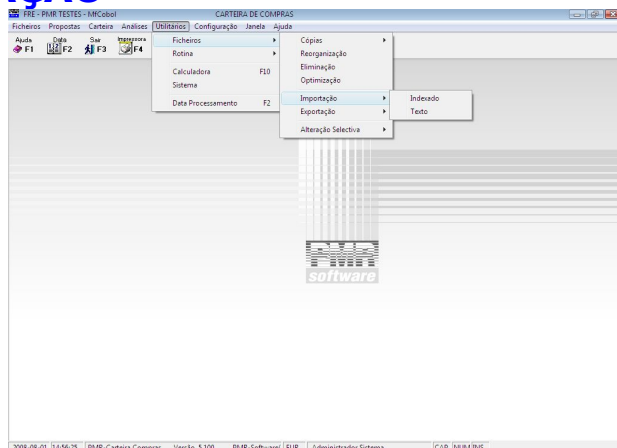 ÇÃO
FRE - PMR TESTES - MfCobol CARTEIRA DE COMPRAS
Ficheiros Propostas Carteira Análises Utilitários Configuração Janela Ajuda
Ajuda Data Sair Impressora
F1 F2 F3 F4
Ficheiros
Rotina
Calculadora F10
Sistema
Data Processamento F2
Cópias
Reorganização
Eliminação
Optimização
Importação
Exportação
Alteração Selectiva
Indexado
Texto
PMR
software
2008-08-01 14:56:25 PMR-Carteira Compras Versão 5.100 PMR-Software/ EUR Administrador Sistema CAP NUM INS